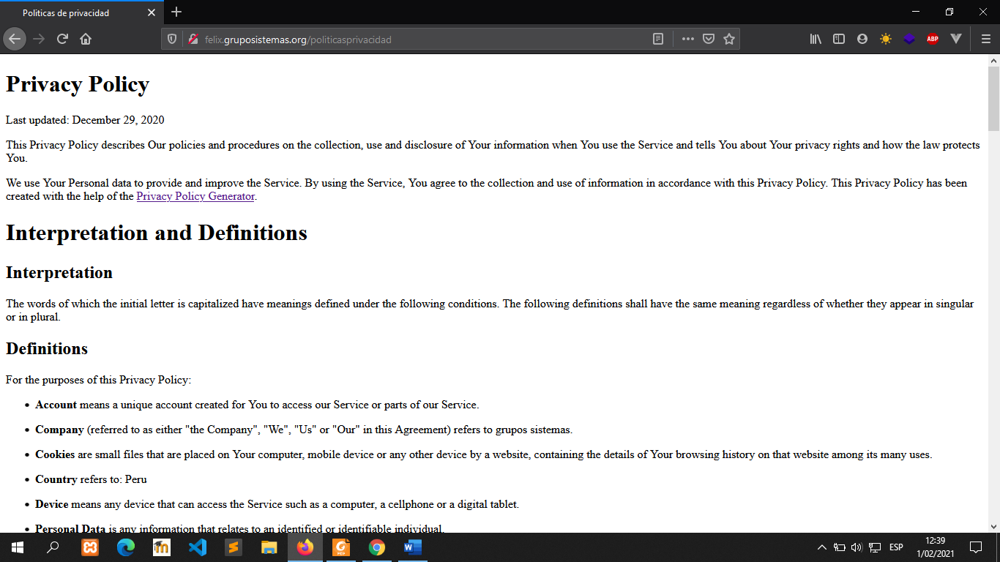 Politicas de privacidad
felix.gruposistemas.org/politicasprivacidad
ABP
Privacy Policy
Last updated: December 29, 2020
This Privacy Policy describes Our policies and procedures on the collection, use and disclosure of Your information when You use the Service and tells You about Your privacy rights and how the law protects
You.
We use Your Personal data to provide and improve the Service. By using the Service, You agree to the collection and use of information in accordance with this Privacy Policy. This Privacy Policy has been
created with the help of the Privacy Policy Generator.
Interpretation and Definitions
Interpretation
The words of which the initial letter is capitalized have meanings defined under the following conditions. The following definitions shall have the same meaning regardless of whether they appear in singular
or in plural.
Definitions
For the purposes of this Privacy Policy:
• Account means a unique account created for You to access our Service or parts of our Service.
• Company (referred to as either "the Company", "We", "Us" or "Our" in this Agreement) refers to grupos sistemas.
• Cookies are small files that are placed on Your computer, mobile device or any other device by a website, containing the details of Your browsing history on that website among its many uses.
• Country refers to: Peru
• Device means any device that can access the Service such as a computer, a cellphone or a digital tablet.
• Personal Data is any information that relates to an identified or identifiable individual.
PDF
ESP
12:39
1/02/2021